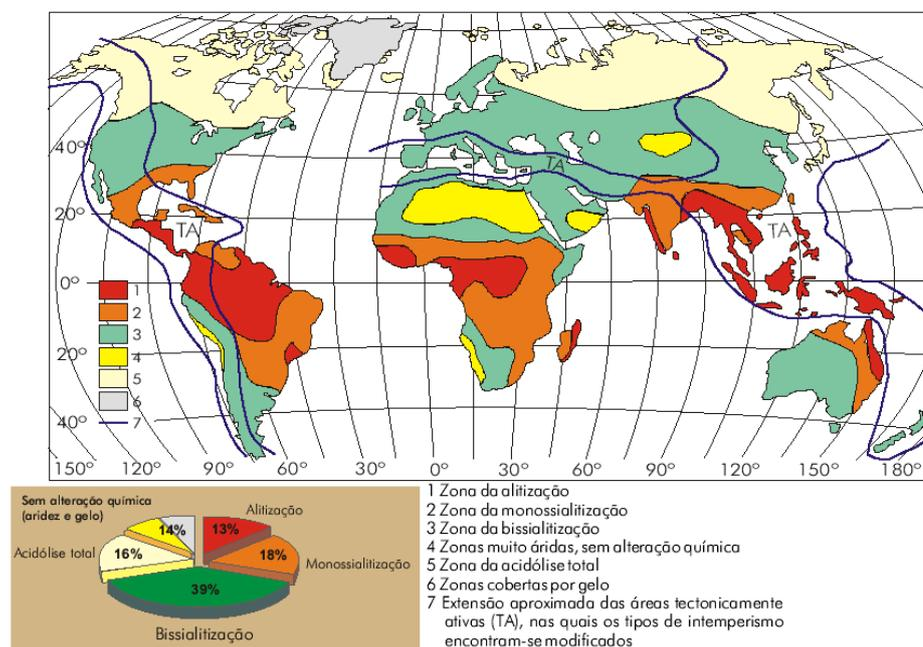 40°
TA
20°
TA
TA
0°
1
2
3
20°
4
5
6
40°
7
150° 120° 90° 60° 30° 0° 30° 60° 90° 120° 150° 180°
Sem alteração química
(aridez e gelo)
14%
13%
Alitização
Acidólise total
16%
18%
Monossialitização
39%
Bissialitização
1 Zona da alitização
2 Zona da monossialitização
3 Zona da bissialitização
4 Zonas muito áridas, sem alteração química
5 Zona da acidólise total
6 Zonas cobertas por gelo
7 Extensão aproximada das áreas tectonicamente
ativas (TA), nas quais os tipos de intemperismo
encontram-se modificados